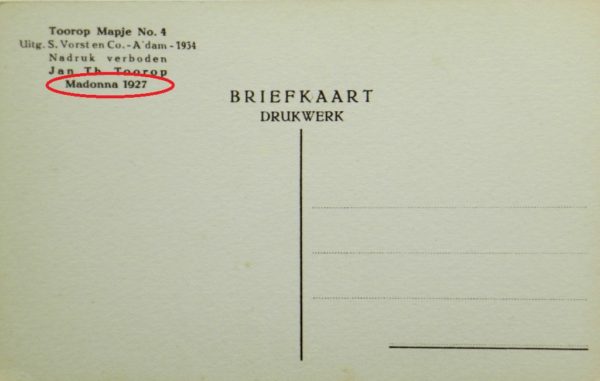 Toorop Mapje No. 4
Uitg. S. Vorst en Co. - A'dam - 1934
Nadruk verboden
Jan Th. Toorop
Madonna 1927
BRIEFKAART
DRUKWERK